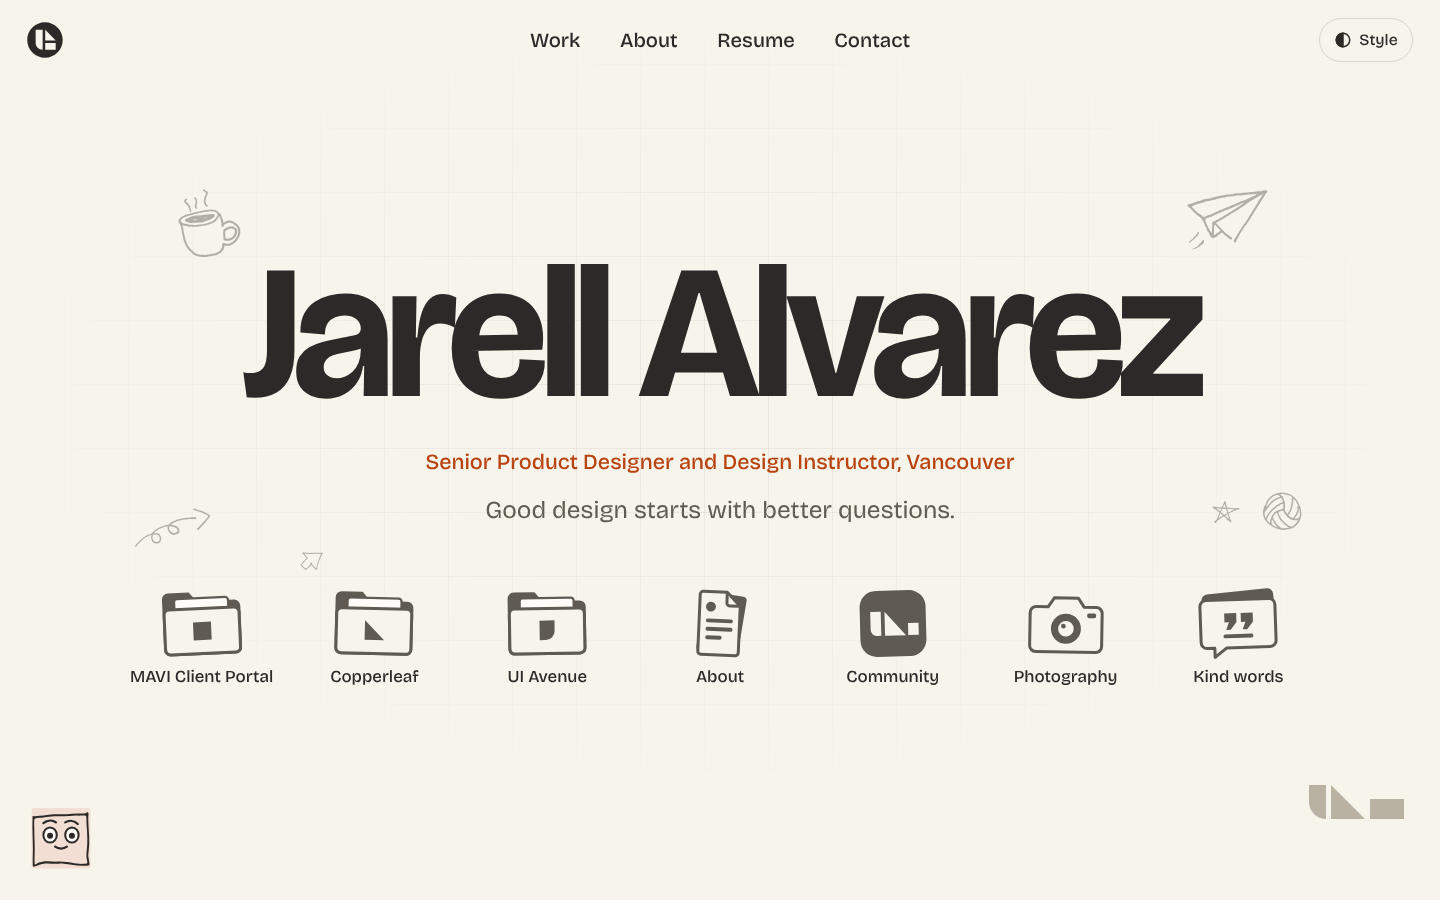 Work About Resume Contact
Style
Jarell Alvarez
Senior Product Designer and Design Instructor, Vancouver
Good design starts with better questions.
MAVI Client Portal
Copperleaf
UI Avenue
About
Community
Photography
Kind words